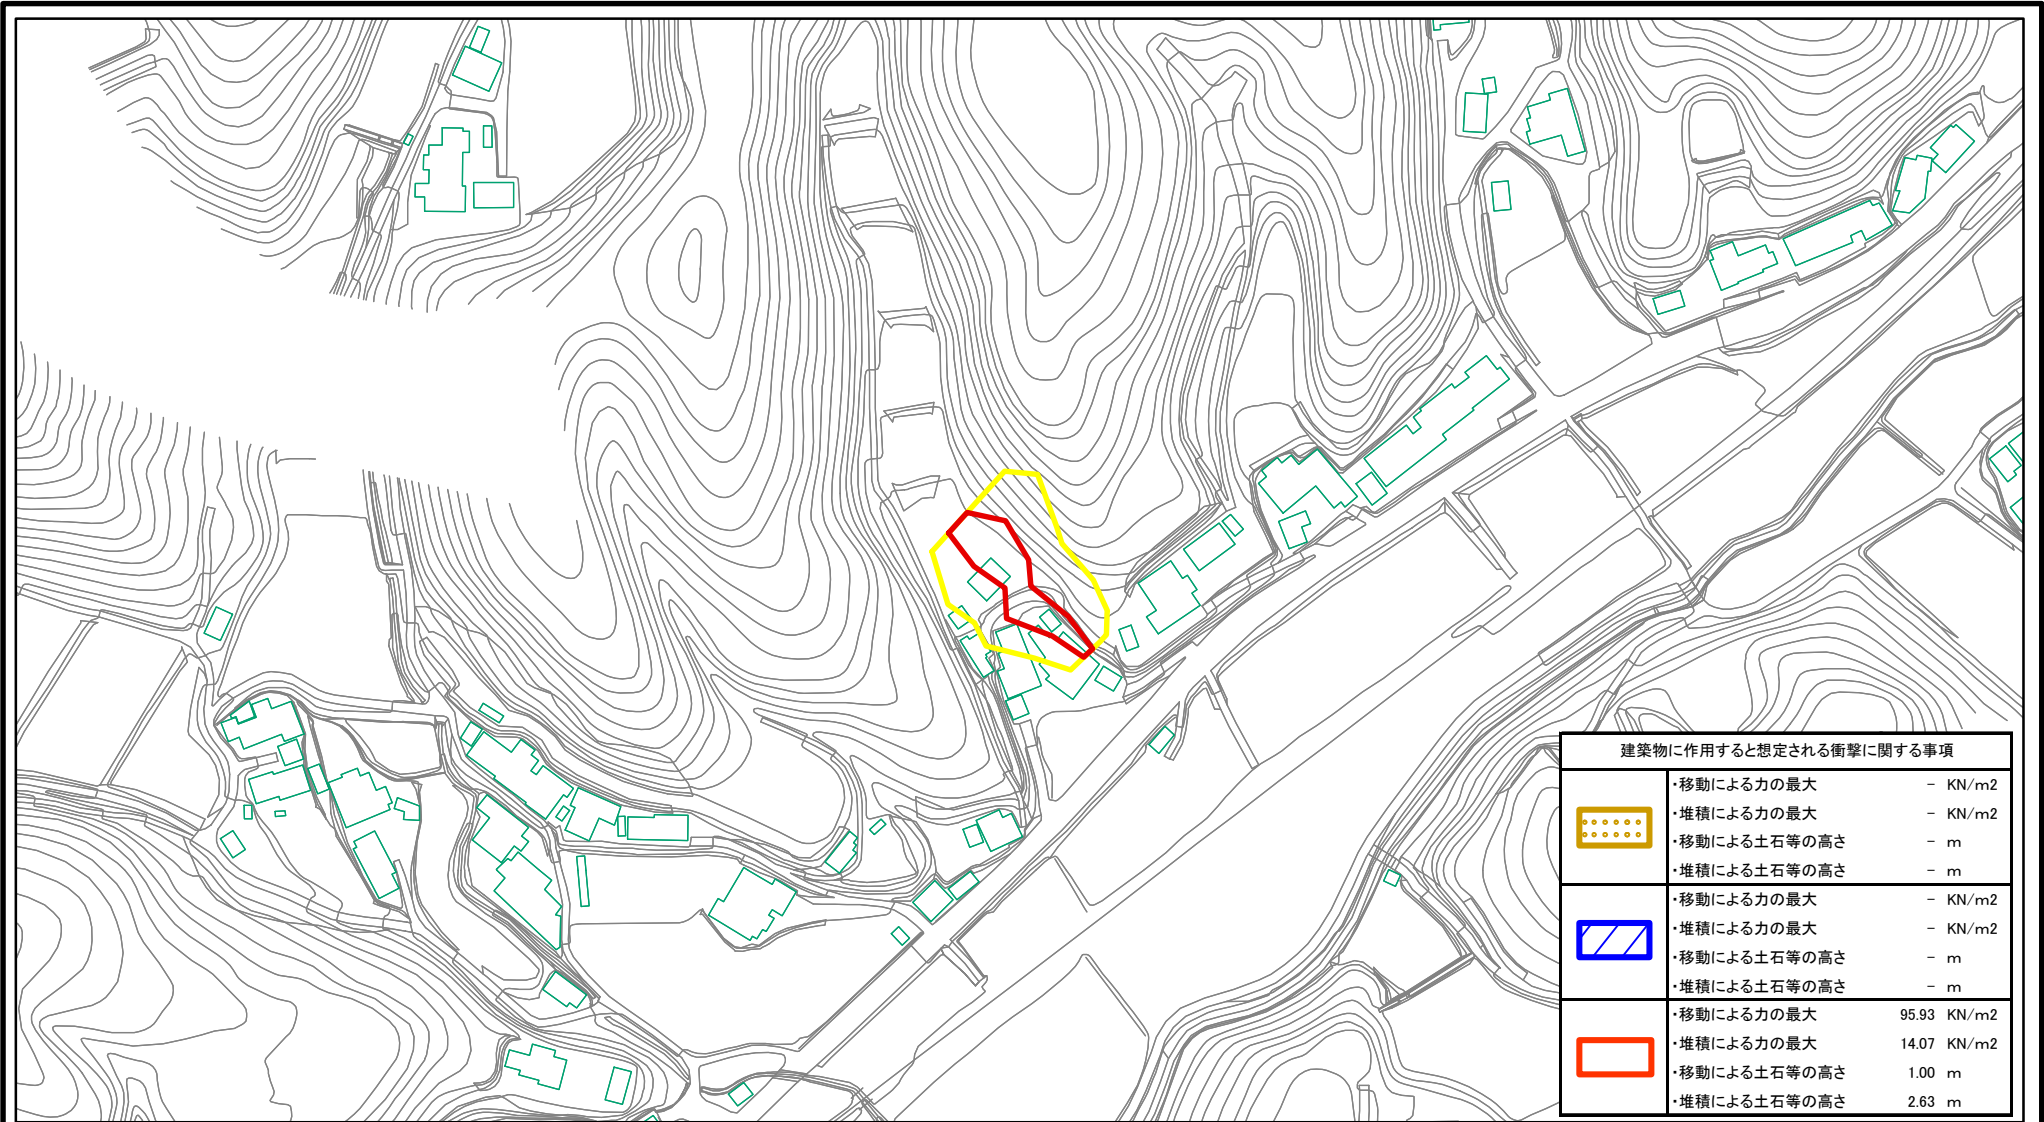 建築物に作用すると想定される衝撃に関する事項
・移動による力の最大 － KN/m2
・堆積による力の最大 － KN/m2
・移動による土石等の高さ － m
・堆積による土石等の高さ － m
・移動による力の最大 － KN/m2
・堆積による力の最大 － KN/m2
・移動による土石等の高さ － m
・堆積による土石等の高さ － m
・移動による力の最大 95.93 KN/m2
・堆積による力の最大 14.07 KN/m2
・移動による土石等の高さ 1.00 m
・堆積による土石等の高さ 2.63 m